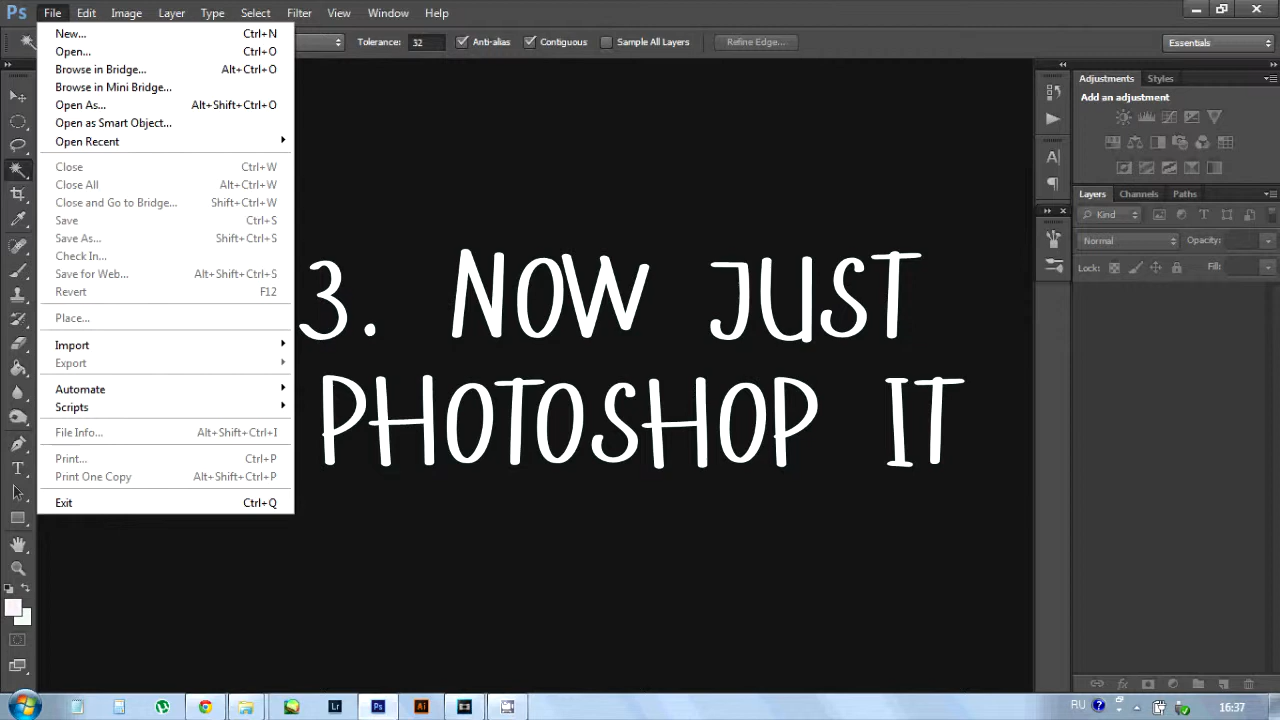 Ps File Edit Image Layer Type Select Filter View Window Help
Tolerance: 32 Anti-alias Contiguous Sample All Layers Refine Edge... Essentials
New... Ctrl+N
Open... Ctrl+O
Browse in Bridge... Alt+Ctrl+O
Browse in Mini Bridge...
Open As... Alt+Shift+Ctrl+O
Open as Smart Object...
Open Recent
Close Ctrl+W
Close All Alt+Ctrl+W
Close and Go to Bridge... Shift+Ctrl+W
Save Ctrl+S
Save As... Shift+Ctrl+S
Check In...
Save for Web... Alt+Shift+Ctrl+S
Revert F12
Place...
Import
Export
Automate
Scripts
File Info... Alt+Shift+Ctrl+I
Print... Ctrl+P
Print One Copy Alt+Shift+Ctrl+P
Exit Ctrl+Q
3. NOW JUST
PHOTOSHOP IT
Adjustments Styles
Add an adjustment
Layers Channels Paths
Kind
Normal Opacity:
Lock: Fill:
Lr Ps Ai RU 16:37